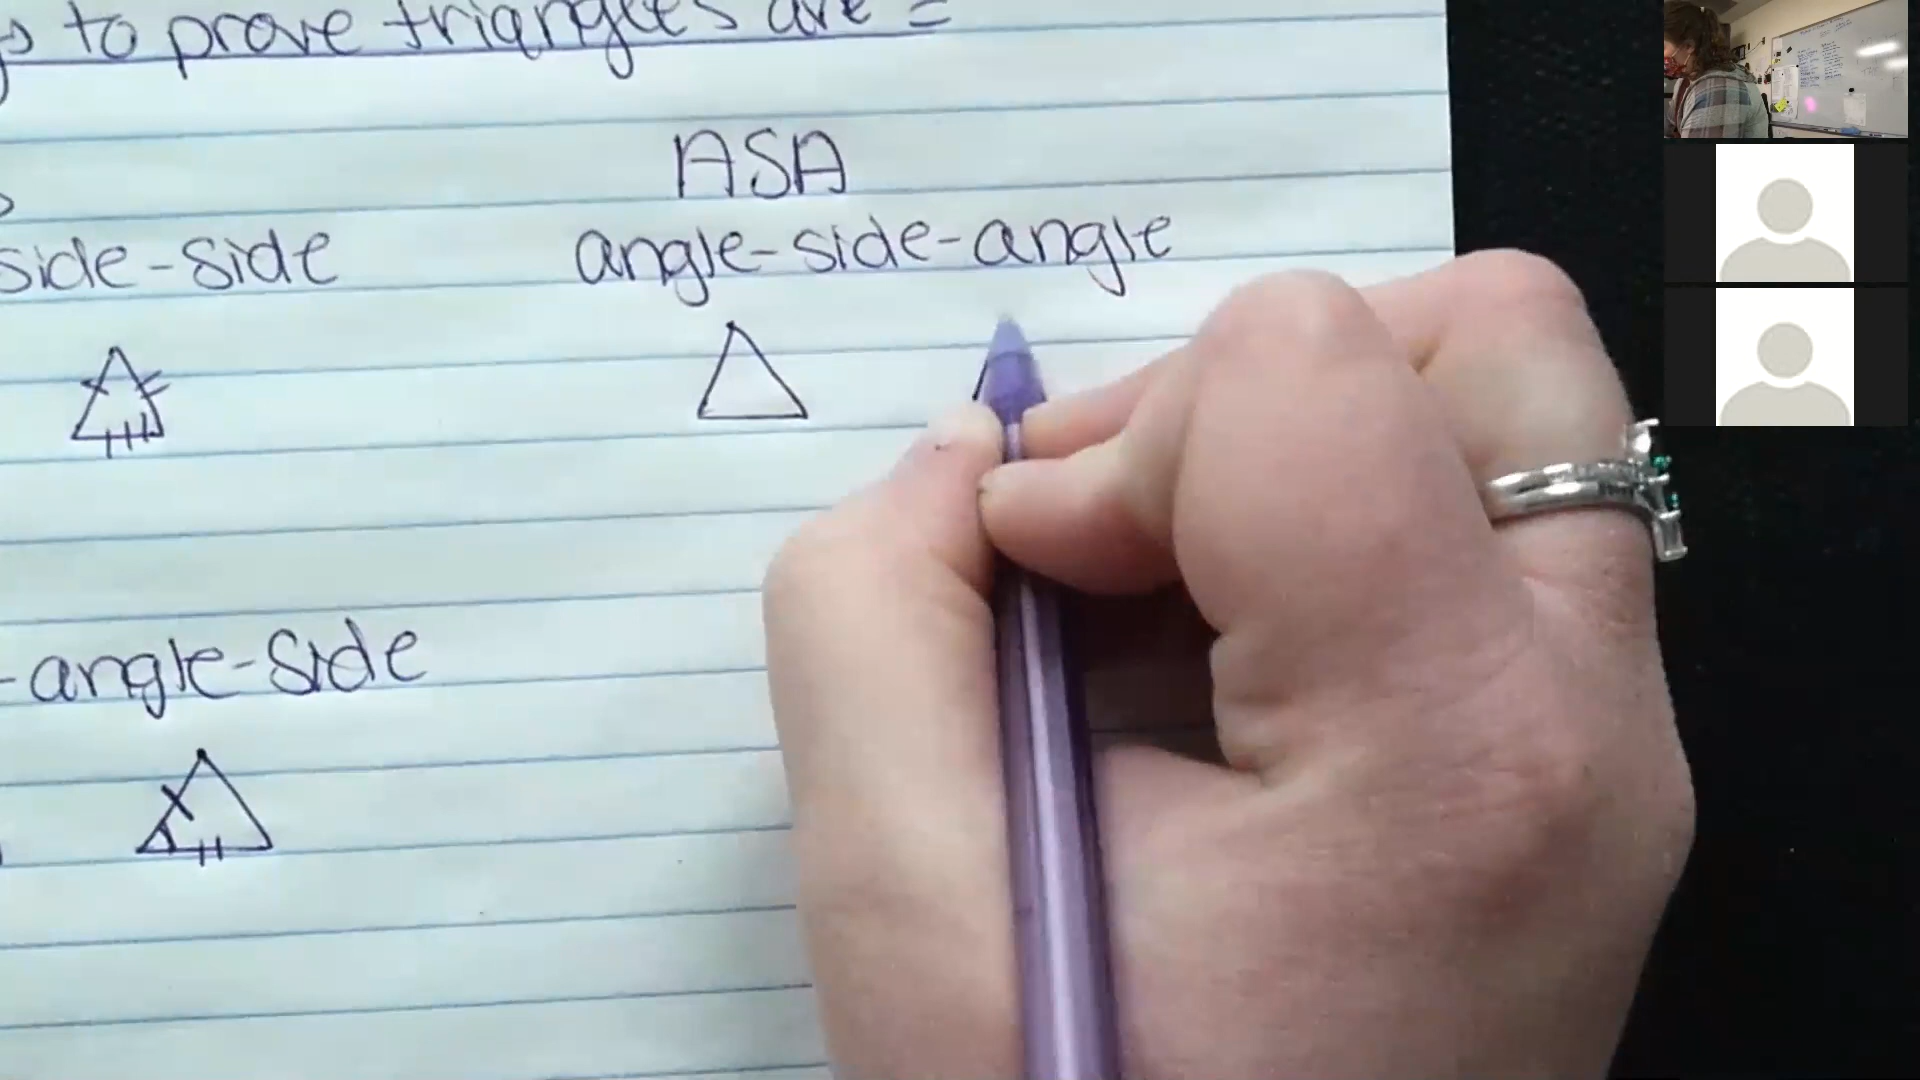 to prove triangles are =
ASA
side-side
angle-side-angle
-angle-Side